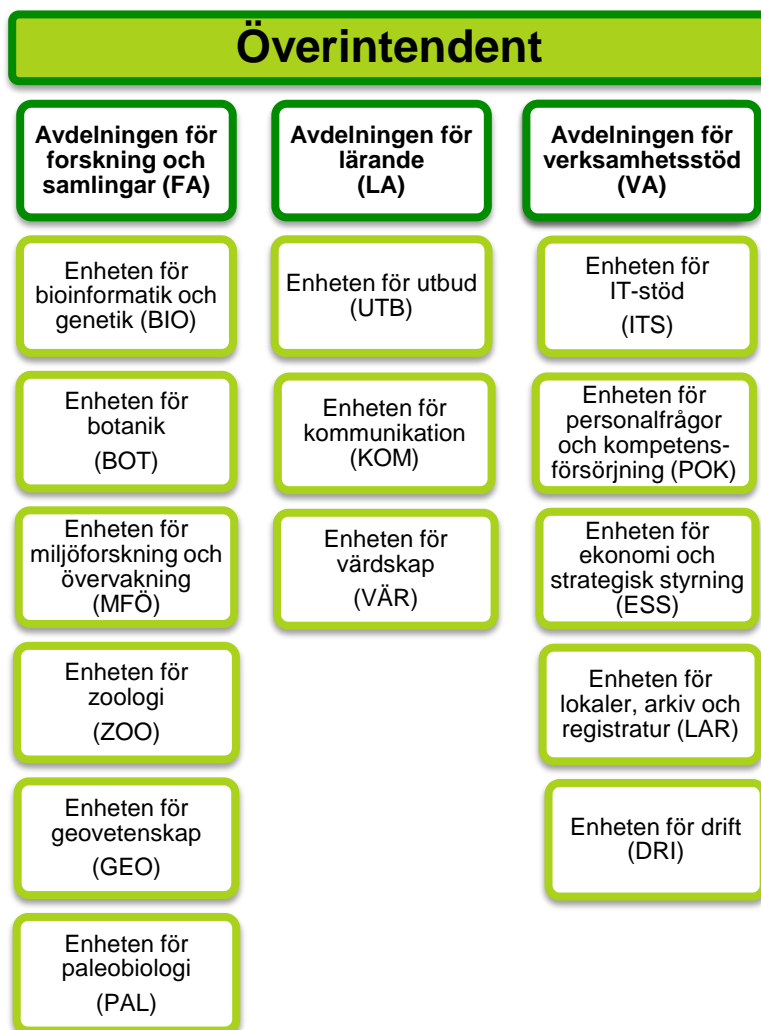 Överintendent
Avdelningen för
forskning och
samlingar (FA)
Enheten för
bioinformatik och
genetik (BIO)
Enheten för
botanik
(BOT)
Enheten för
miljöforskning och
övervakning
(MFÖ)
Enheten för
zoologi
(ZOO)
Enheten för
geovetenskap
(GEO)
Enheten för
paleobiologi
(PAL)
Avdelningen för
lärande
(LA)
Enheten för utbud
(UTB)
Enheten för
kommunikation
(KOM)
Enheten för
värdskap
(VÄR)
Avdelningen för
verksamhetsstöd
(VA)
Enheten för
IT-stöd
(ITS)
Enheten för
personalfrågor
och kompetens-
försörjning (POK)
Enheten för
ekonomi och
strategisk styrning
(ESS)
Enheten för
lokaler, arkiv och
registratur (LAR)
Enheten för drift
(DRI)